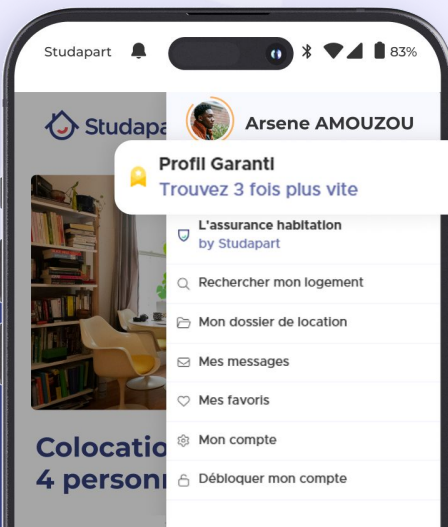 Studapart
83%
Studapa
Arsene AMOUZOU
Profil Garanti
Trouvez 3 fois plus vite
L'assurance habitation
by Studapart
Rechercher mon logement
Mon dossier de location
Mes messages
Mes favoris
Mon compte
Débloquer mon compte
Colocatio
4 personn